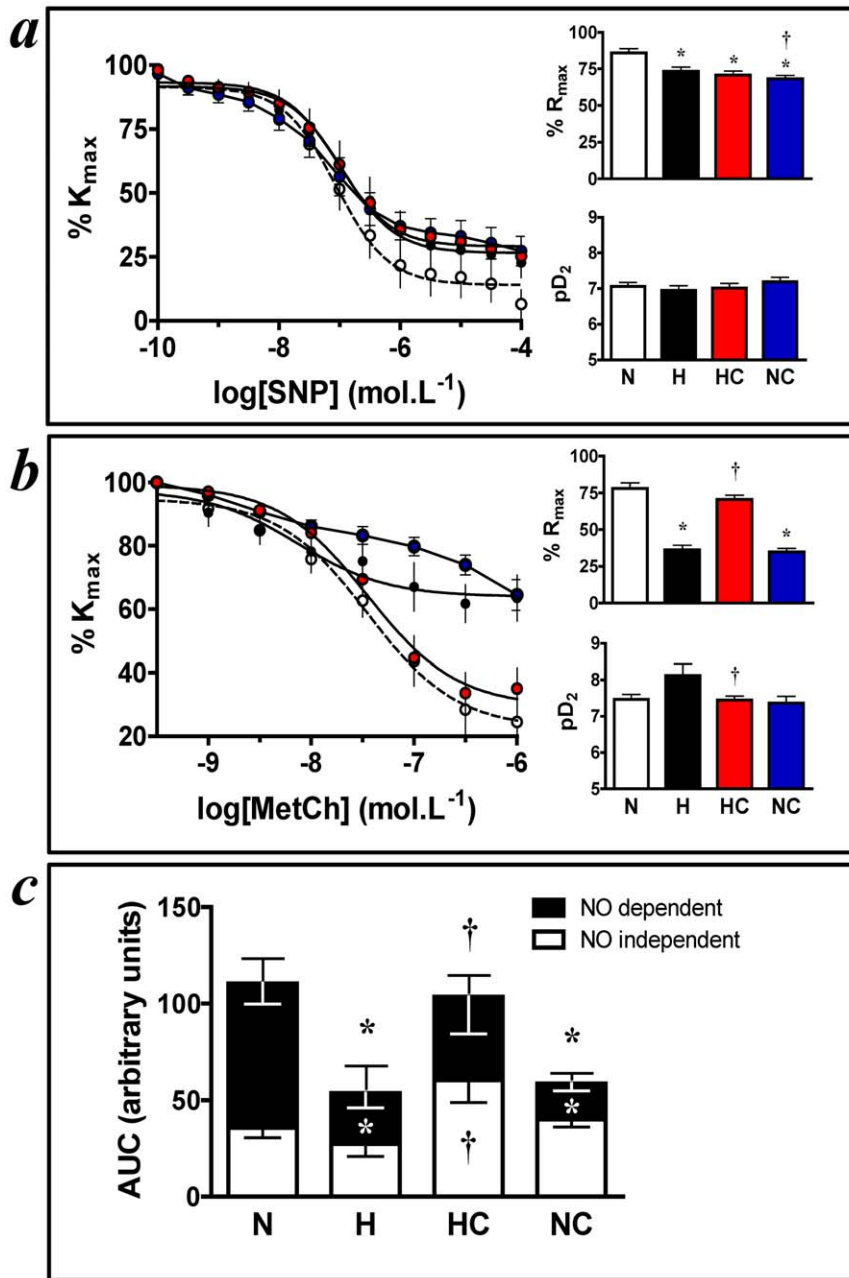 a
100
75
50
25
0
% Kmax
-10
-8
-6
-4
log[SNP] (mol.L-1)
100
75
50
25
0
% Rmax
*
*
†
*
9
8
7
6
5
pD2
N
H
HC
NC
b
100
80
60
40
20
% Kmax
-9
-8
-7
-6
log[MetCh] (mol.L-1)
100
75
50
25
0
% Rmax
*
†
*
9
8
7
6
5
pD2
†
N
H
HC
NC
c
150
100
50
0
AUC (arbitrary units)
NO dependent
NO independent
*
*
†
†
*
*
N
H
HC
NC